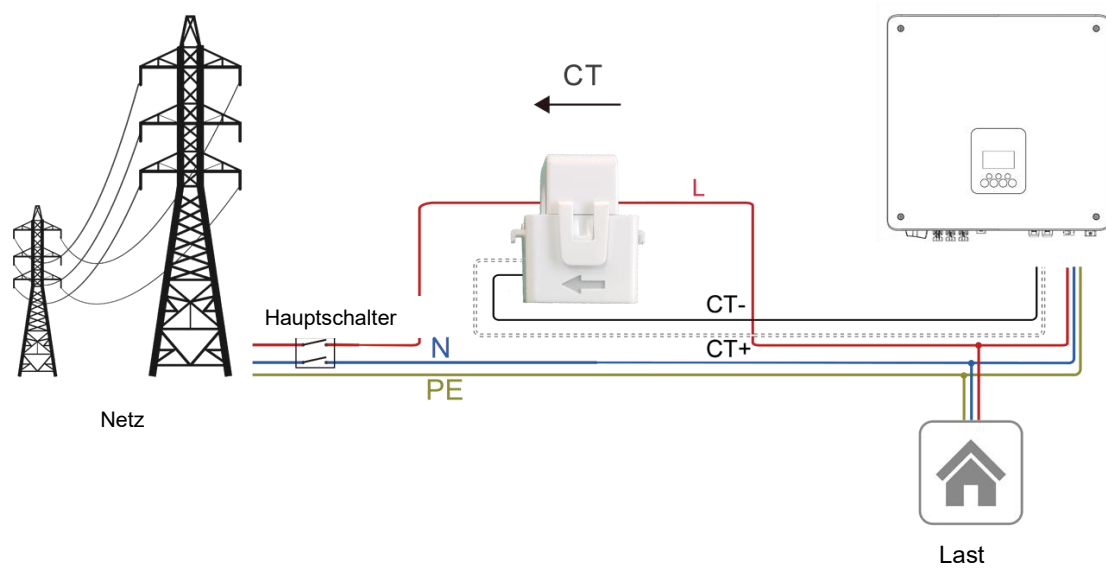 CT
L
CT-
Hauptschalter
N
CT+
PE
Netz
Last